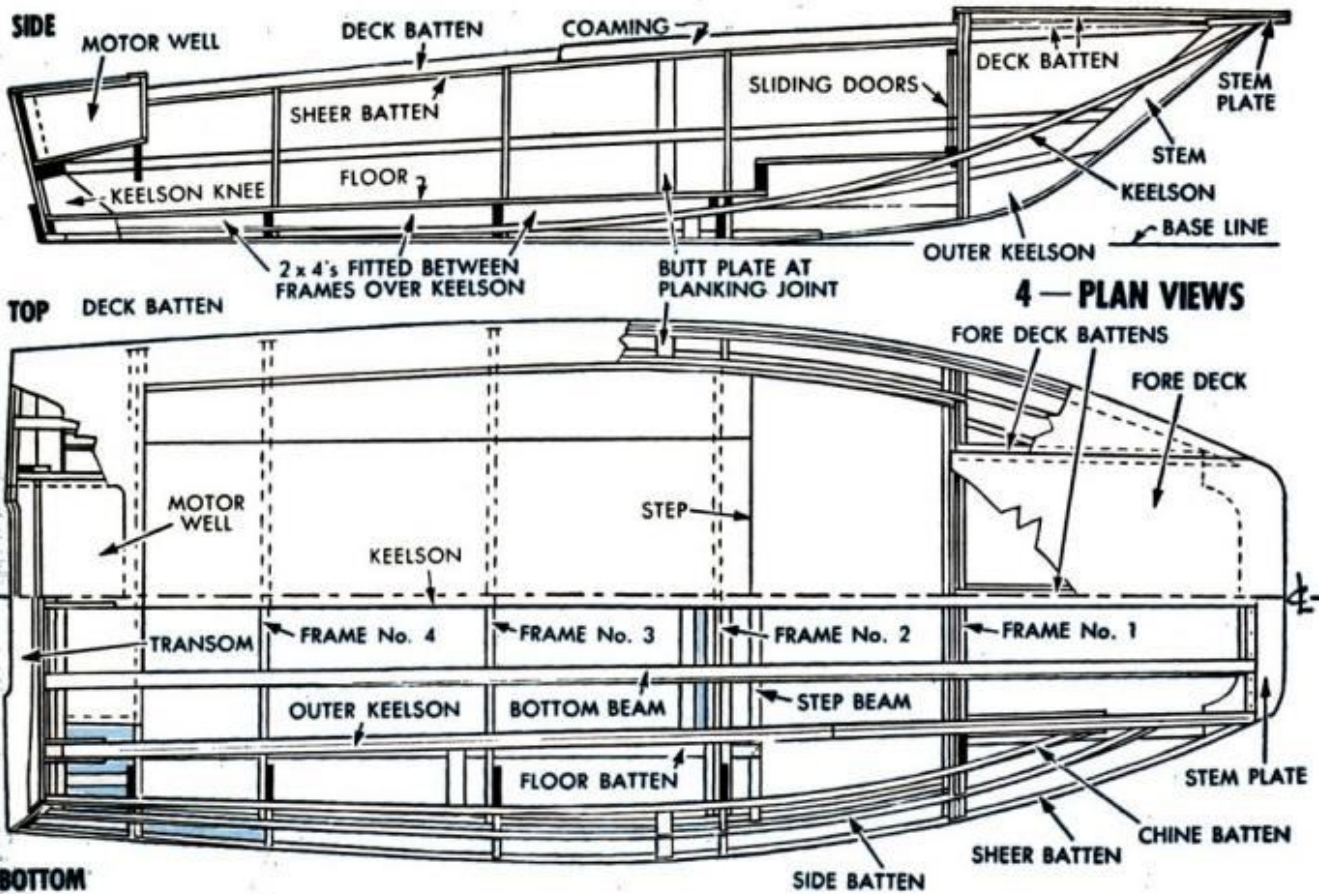 SIDE
MOTOR WELL
DECK BATTEN
COAMING
DECK BATTEN
STEM
PLATE
SHEER BATTEN
SLIDING DOORS
STEM
KEELSON KNEE
FLOOR
KEELSON
BASE LINE
OUTER KEELSON
2 x 4's FITTED BETWEEN
FRAMES OVER KEELSON
BUTT PLATE AT
PLANKING JOINT
4 — PLAN VIEWS
TOP
DECK BATTEN
FORE DECK BATTENS
FORE DECK
MOTOR
WELL
STEP
KEELSON
TRANSOM
FRAME No. 4
FRAME No. 3
FRAME No. 2
FRAME No. 1
OUTER KEELSON
BOTTOM BEAM
STEP BEAM
FLOOR BATTEN
STEM PLATE
CHINE BATTEN
SHEER BATTEN
SIDE BATTEN
BOTTOM